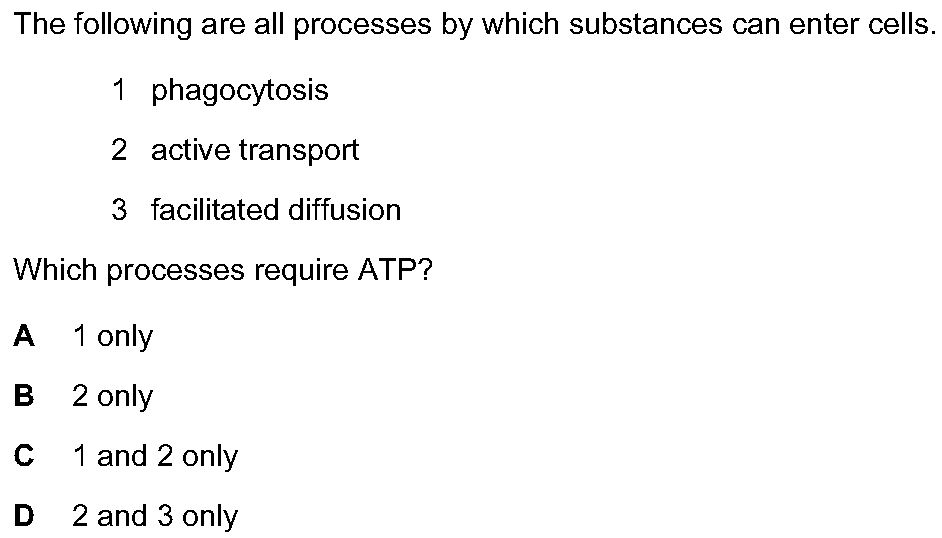 The following are all processes by which substances can enter cells.
1 phagocytosis
2 active transport
3 facilitated diffusion
Which processes require ATP?
A 1 only
B 2 only
C 1 and 2 only
D 2 and 3 only